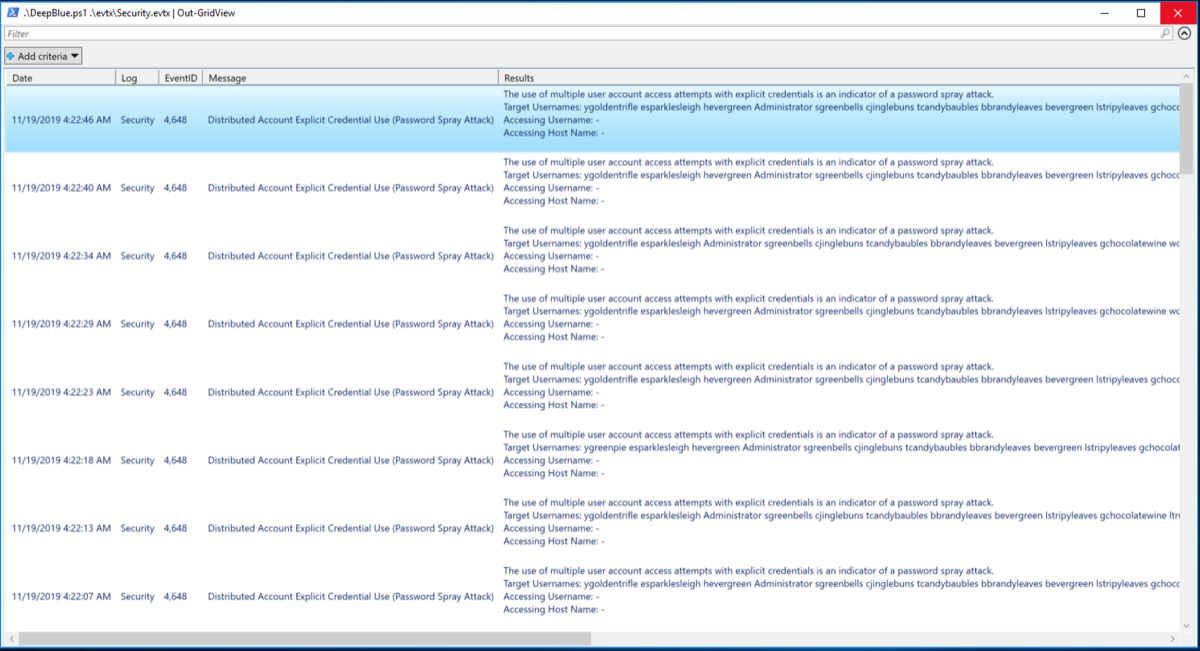 .\DeepBlue.ps1 .\evtx\Security.evtx | Out-GridView
Filter
Add criteria
Date Log EventID Message Results
The use of multiple user account access attempts with explicit credentials is an indicator of a password spray attack.
Target Usernames: ygoldentrifle esparklesleigh hevergreen Administrator sgreenbells cjinglebuns tcandybaubles bbrandyleaves bevergreen lstripyleaves gchocc
11/19/2019 4:22:46 AM Security 4,648 Distributed Account Explicit Credential Use (Password Spray Attack) Accessing Username: -
Accessing Host Name: -
The use of multiple user account access attempts with explicit credentials is an indicator of a password spray attack.
Target Usernames: ygoldentrifle esparklesleigh hevergreen Administrator sgreenbells cjinglebuns tcandybaubles bbrandyleaves bevergreen lstripyleaves gchocc
11/19/2019 4:22:40 AM Security 4,648 Distributed Account Explicit Credential Use (Password Spray Attack) Accessing Username: -
Accessing Host Name: -
The use of multiple user account access attempts with explicit credentials is an indicator of a password spray attack.
Target Usernames: ygoldentrifle esparklesleigh Administrator sgreenbells cjinglebuns tcandybaubles bbrandyleaves bevergreen lstripyleaves gchocolatewine wc
11/19/2019 4:22:34 AM Security 4,648 Distributed Account Explicit Credential Use (Password Spray Attack) Accessing Username: -
Accessing Host Name: -
The use of multiple user account access attempts with explicit credentials is an indicator of a password spray attack.
Target Usernames: ygoldentrifle esparklesleigh hevergreen Administrator sgreenbells cjinglebuns tcandybaubles bbrandyleaves lstripyleaves gchocolatewine wc
11/19/2019 4:22:29 AM Security 4,648 Distributed Account Explicit Credential Use (Password Spray Attack) Accessing Username: -
Accessing Host Name: -
The use of multiple user account access attempts with explicit credentials is an indicator of a password spray attack.
Target Usernames: ygoldentrifle esparklesleigh hevergreen Administrator sgreenbells cjinglebuns tcandybaubles bbrandyleaves bevergreen lstripyleaves gchocc
11/19/2019 4:22:23 AM Security 4,648 Distributed Account Explicit Credential Use (Password Spray Attack) Accessing Username: -
Accessing Host Name: -
The use of multiple user account access attempts with explicit credentials is an indicator of a password spray attack.
Target Usernames: ygreenpie esparklesleigh hevergreen Administrator sgreenbells cjinglebuns tcandybaubles bbrandyleaves bevergreen lstripyleaves gchocolat
11/19/2019 4:22:18 AM Security 4,648 Distributed Account Explicit Credential Use (Password Spray Attack) Accessing Username: -
Accessing Host Name: -
The use of multiple user account access attempts with explicit credentials is an indicator of a password spray attack.
Target Usernames: ygoldentrifle esparklesleigh Administrator sgreenbells cjinglebuns tcandybaubles bbrandyleaves bevergreen lstripyleaves gchocolatewine ltr
11/19/2019 4:22:13 AM Security 4,648 Distributed Account Explicit Credential Use (Password Spray Attack) Accessing Username: -
Accessing Host Name: -
The use of multiple user account access attempts with explicit credentials is an indicator of a password spray attack.
Target Usernames: ygoldentrifle esparklesleigh hevergreen Administrator sgreenbells cjinglebuns tcandybaubles bbrandyleaves bevergreen lstripyleaves gchocc
11/19/2019 4:22:07 AM Security 4,648 Distributed Account Explicit Credential Use (Password Spray Attack) Accessing Username: -
Accessing Host Name: -